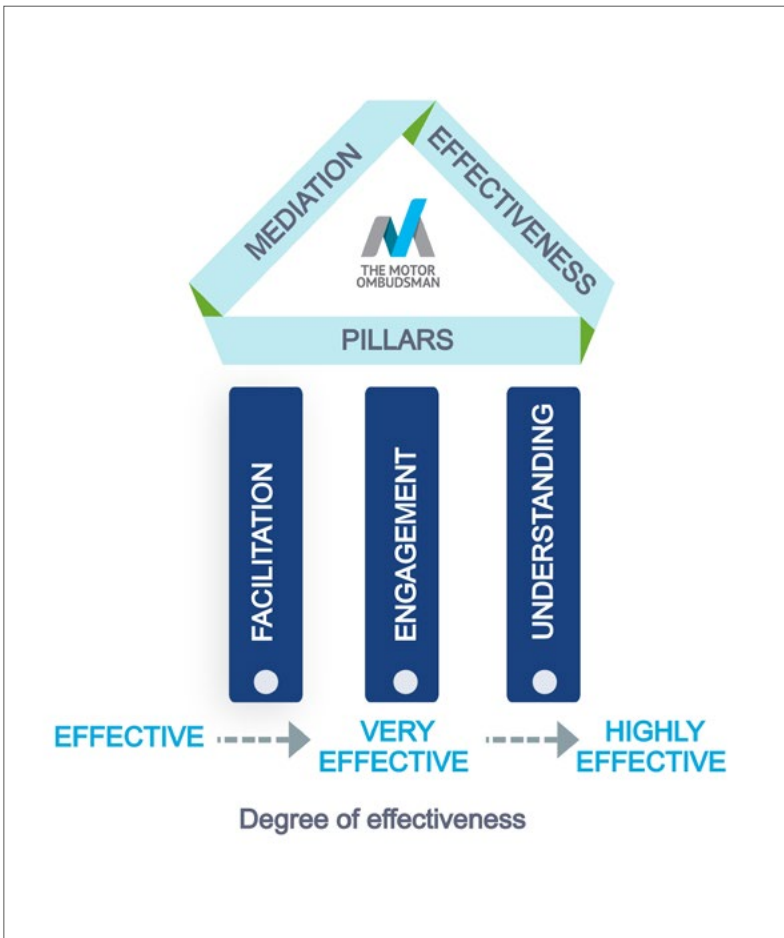 MEDIATION
EFFECTIVENESS
THE MOTOR
OMBUDSMAN
PILLARS
FACILITATION
ENGAGEMENT
UNDERSTANDING
EFFECTIVE
VERY
EFFECTIVE
HIGHLY
EFFECTIVE
Degree of effectiveness